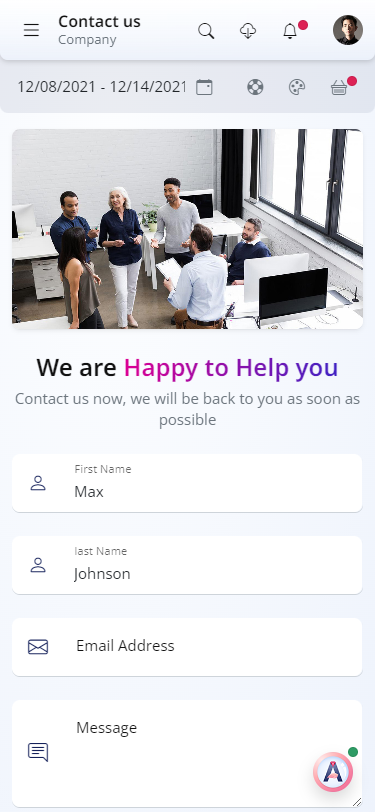 Contact us
Company
12/08/2021 - 12/14/2021
We are Happy to Help you
Contact us now, we will be back to you as soon as
possible
First Name
Max
last Name
Johnson
Email Address
Message